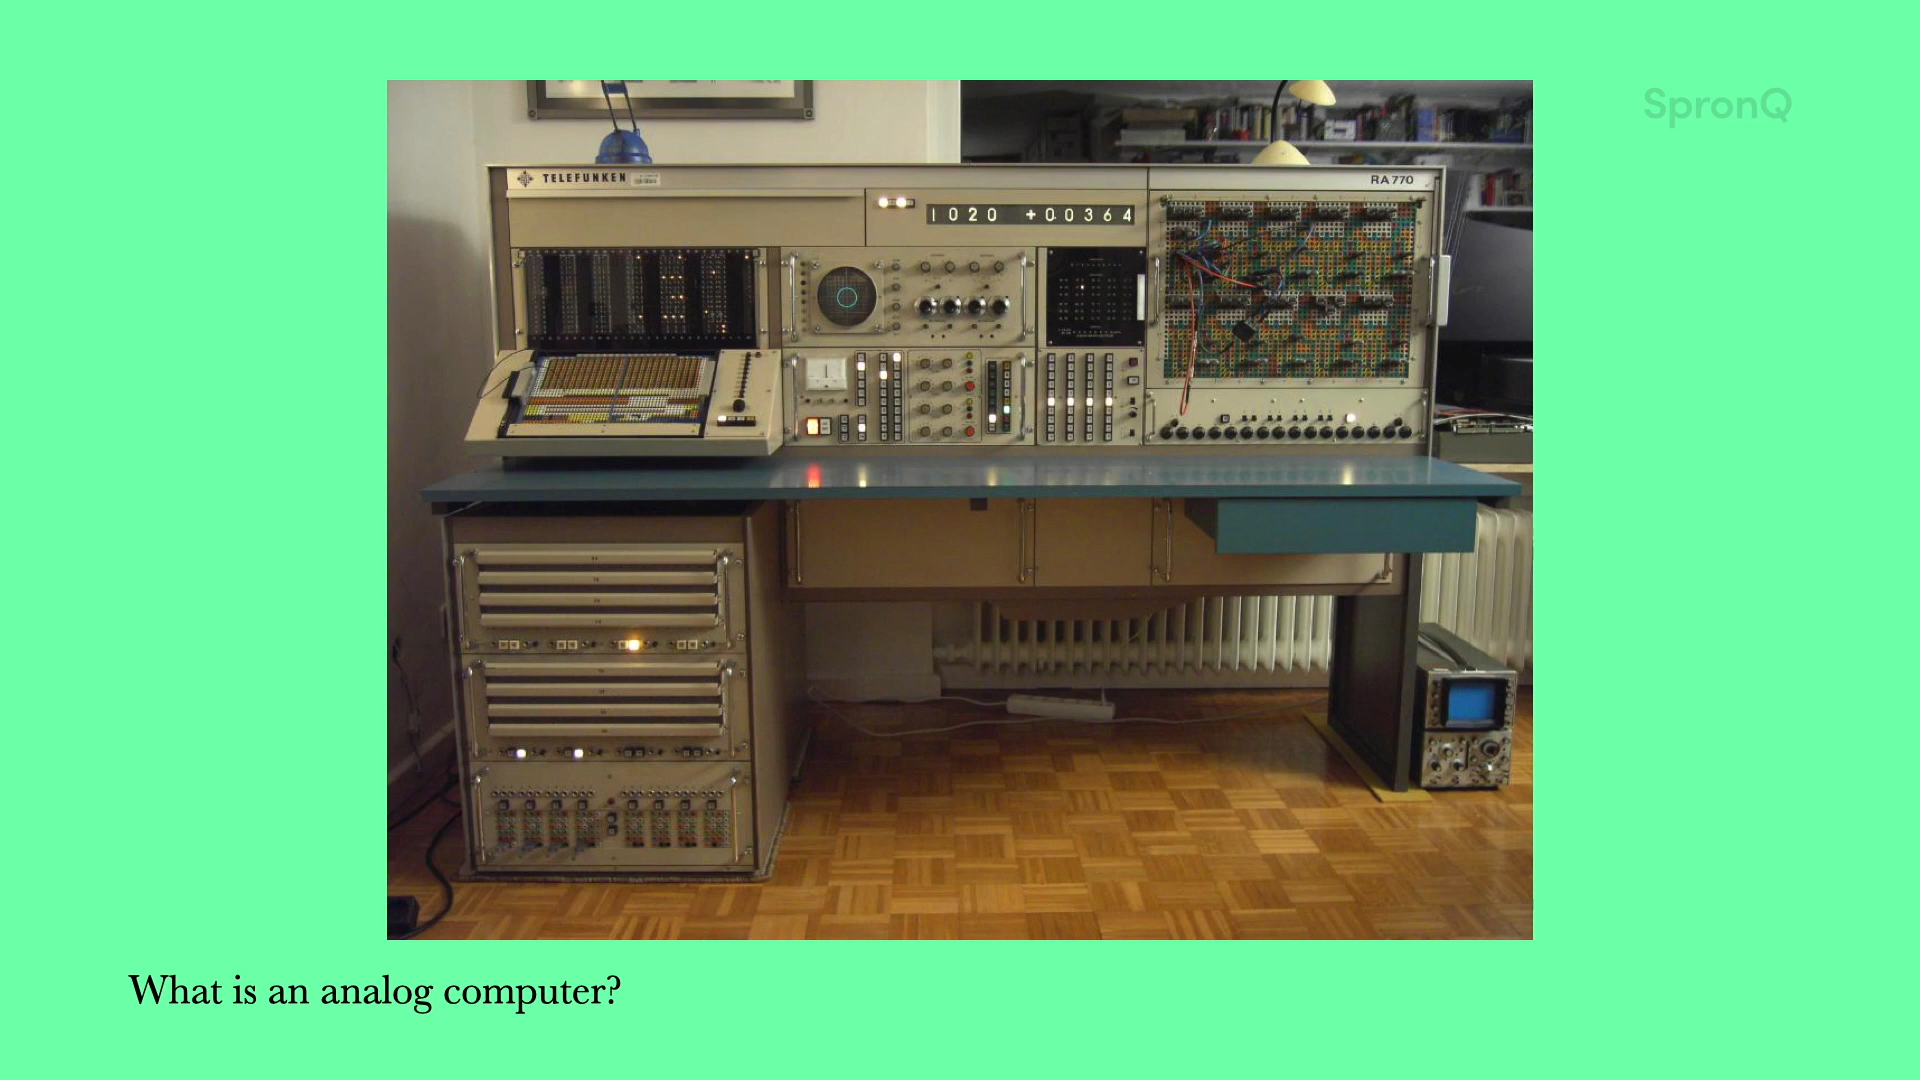 SpronQ
TELEFUNKEN
RA 770
1020 +0.0364
What is an analog computer?